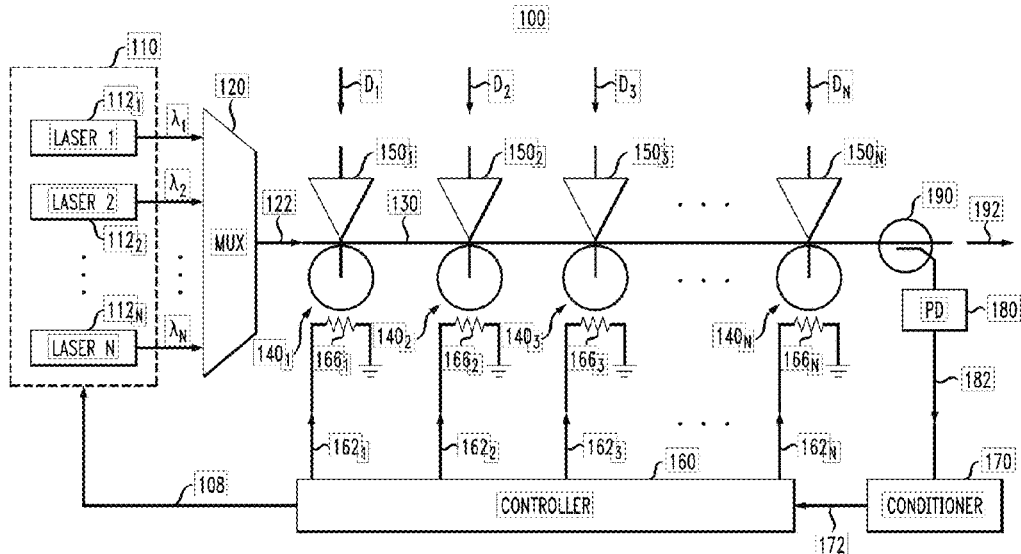 100
110
120
D1 D2 D3 DN
112₁
LASER 1
λ1
150₁ 150₂ 150₃ 150N
LASER 2
λ2
112₂
122
130
. . .
190
192
MUX
112N
LASER N
λN
PD
180
140₁ 140₂ 140₃ 140N
166₁ 166₂ 166₃ 166N
182
. . .
162₁ 162₂ 162₃ 162N
160
170
108
CONTROLLER
CONDITIONER
172